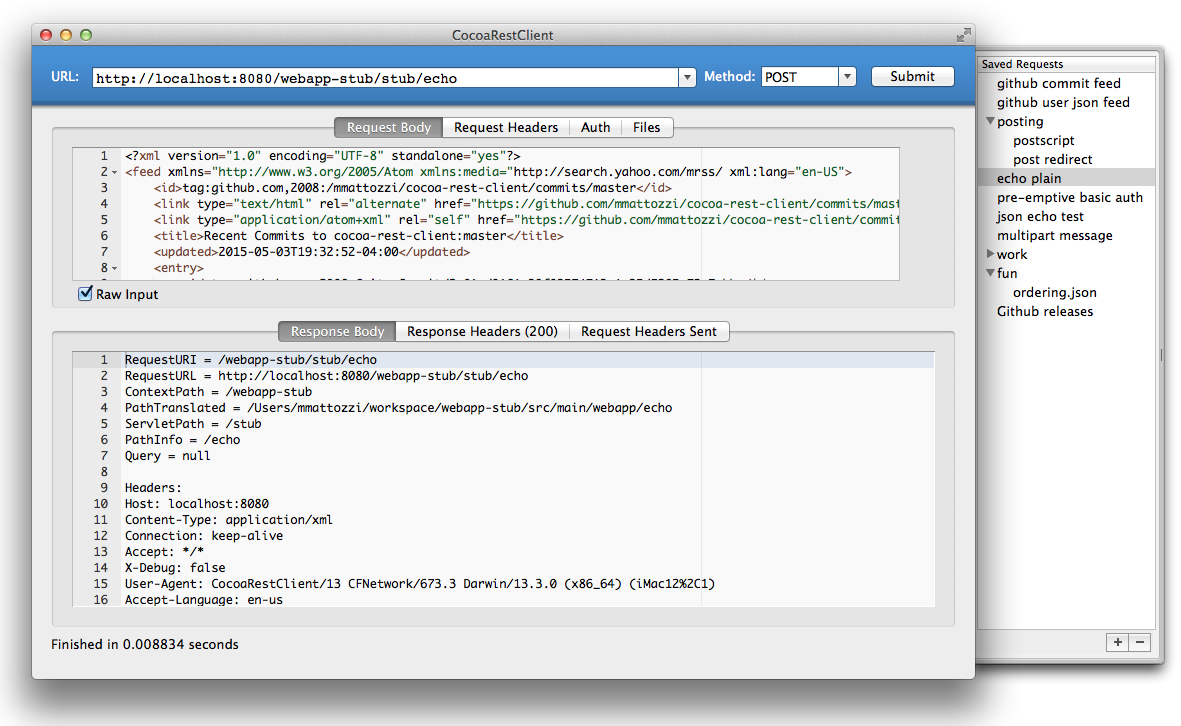 CocoaRestClient
URL: http://localhost:8080/webapp-stub/stub/echo Method: POST Submit
Request Body Request Headers Auth Files
1 <?xml version="1.0" encoding="UTF-8" standalone="yes"?>
2 <feed xmlns="http://www.w3.org/2005/Atom xmlns:media="http://search.yahoo.com/mrss/ xml:lang="en-US">
3 <id>tag:github.com,2008:/mmattozzi/cocoa-rest-client/commits/master</id>
4 <link type="text/html" rel="alternate" href="https://github.com/mmattozzi/cocoa-rest-client/commits/mast
5 <link type="application/atom+xml" rel="self" href="https://github.com/mmattozzi/cocoa-rest-client/commit
6 <title>Recent Commits to cocoa-rest-client:master</title>
7 <updated>2015-05-03T19:32:52-04:00</updated>
8 <entry>
Raw Input
Response Body Response Headers (200) Request Headers Sent
1 RequestURI = /webapp-stub/stub/echo
2 RequestURL = http://localhost:8080/webapp-stub/stub/echo
3 ContextPath = /webapp-stub
4 PathTranslated = /Users/mmattozzi/workspace/webapp-stub/src/main/webapp/echo
5 ServletPath = /stub
6 PathInfo = /echo
7 Query = null
8
9 Headers:
10 Host: localhost:8080
11 Content-Type: application/xml
12 Connection: keep-alive
13 Accept: */*
14 X-Debug: false
15 User-Agent: CocoaRestClient/13 CFNetwork/673.3 Darwin/13.3.0 (x86_64) (iMac12%2C1)
16 Accept-Language: en-us
Finished in 0.008834 seconds
Saved Requests
github commit feed
github user json feed
posting
postscript
post redirect
echo plain
pre-emptive basic auth
json echo test
multipart message
work
fun
ordering.json
Github releases
+ −